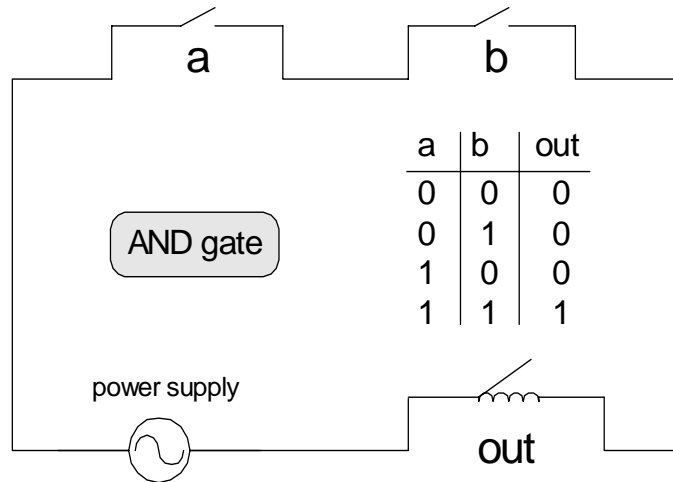 a
b
a b out
0 0 0
0 1 0
1 0 0
1 1 1
AND gate
power supply
out